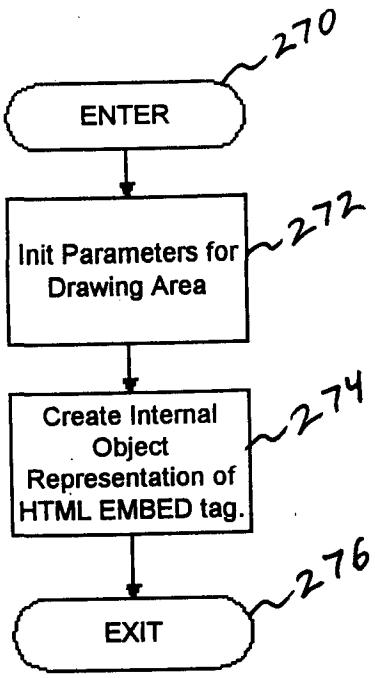 270
ENTER
272
Init Parameters for
Drawing Area
274
Create Internal
Object
Representation of
HTML EMBED tag.
276
EXIT